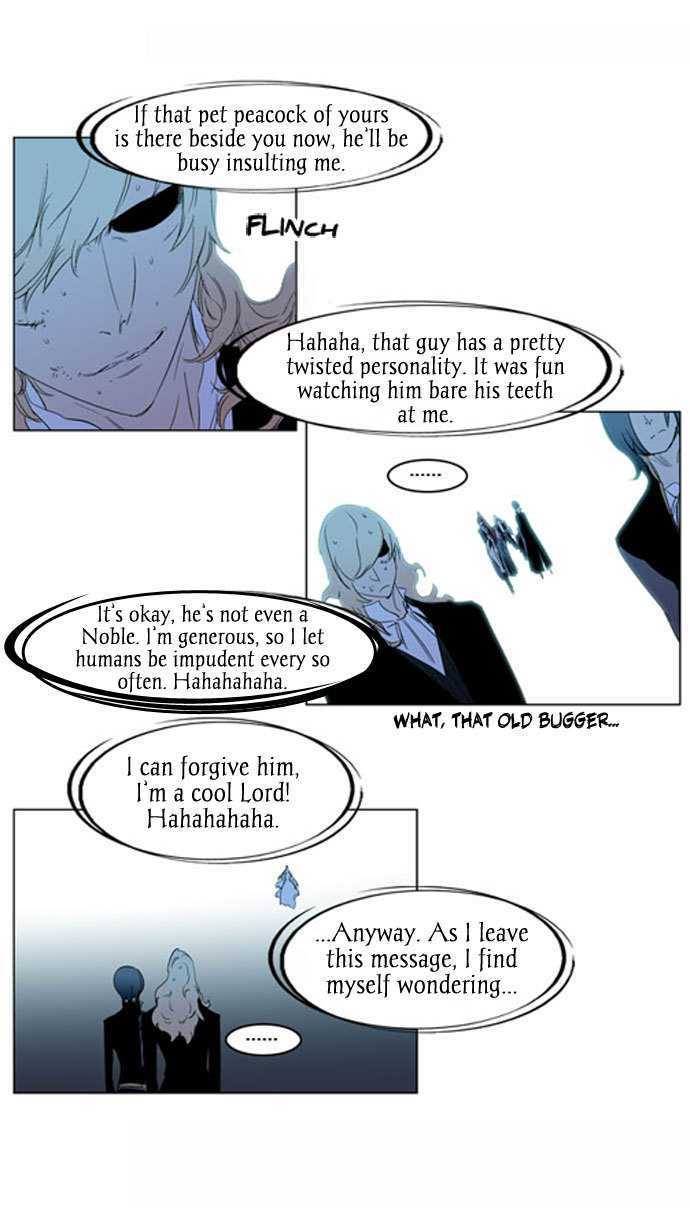 If that pet peacock of yours
is there beside you now, he'll be
busy insulting me.
FLINCH
Hahaha, that guy has a pretty
twisted personality. It was fun
watching him bare his teeth
at me.
......
It's okay, he's not even a
Noble. I'm generous, so I let
humans be impudent every so
often. Hahahahaha.
WHAT, THAT OLD BUGGER...
I can forgive him,
I'm a cool Lord!
Hahahahaha.
...Anyway. As I leave
this message, I find
myself wondering...
......